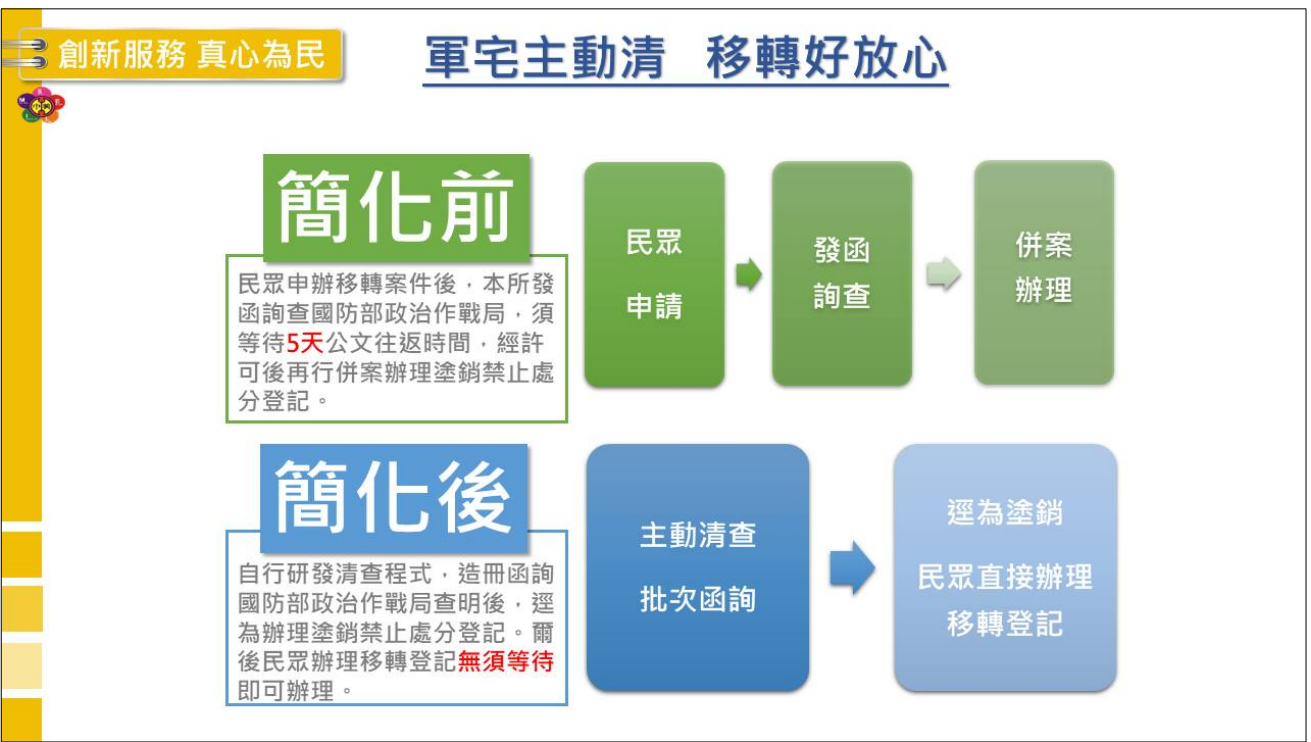 創新服務 真心為民
軍宅主動清 移轉好放心
簡化前
民眾申辦移轉案件後，本所發
函詢查國防部政治作戰局，須
等待5天公文往返時間，經許
可後再行併案辦理塗銷禁止處
分登記。
民眾
申請
發函
詢查
併案
辦理
簡化後
自行研發清查程式，造冊函詢
國防部政治作戰局查明後，逕
為辦理塗銷禁止處分登記。爾
後民眾辦理移轉登記無須等待
即可辦理。
主動清查
批次函詢
逕為塗銷
民眾直接辦理
移轉登記